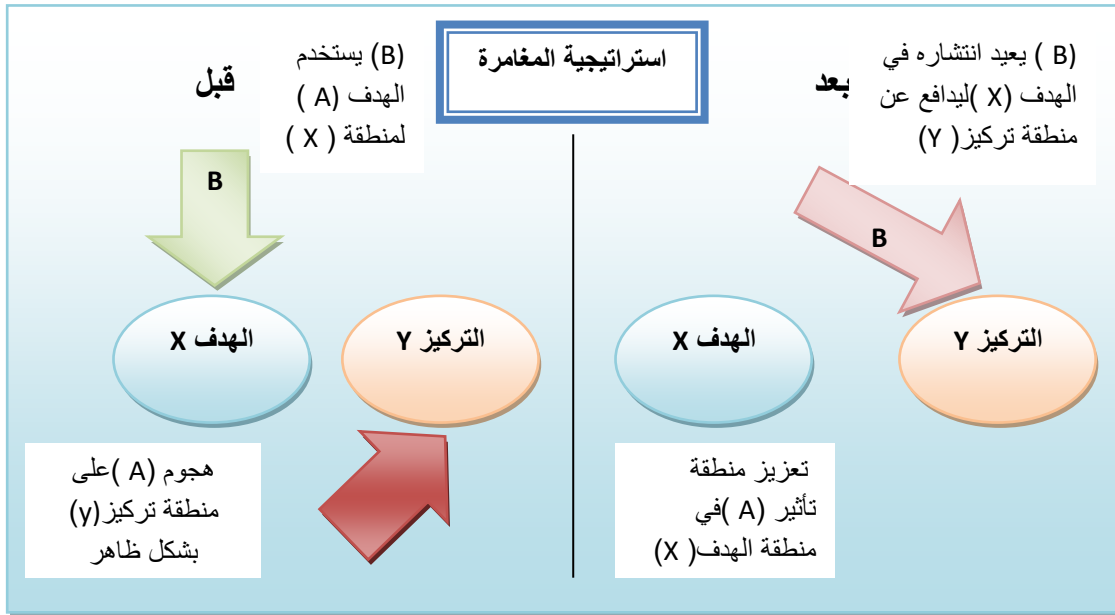 استراتيجية المغامرة
بعد
(B ) يعيد انتشاره في
الهدف (X )ليدافع عن
منطقة تركيز( Y)
B
الهدف X
التركيز Y
تعزيز منطقة
تأثير (A )في
منطقة الهدف( X)
قبل
(B) يستخدم
الهدف (A )
لمنطقة ( X )
B
الهدف X
التركيز Y
هجوم (A )على
منطقة تركيز(y)
بشكل ظاهر